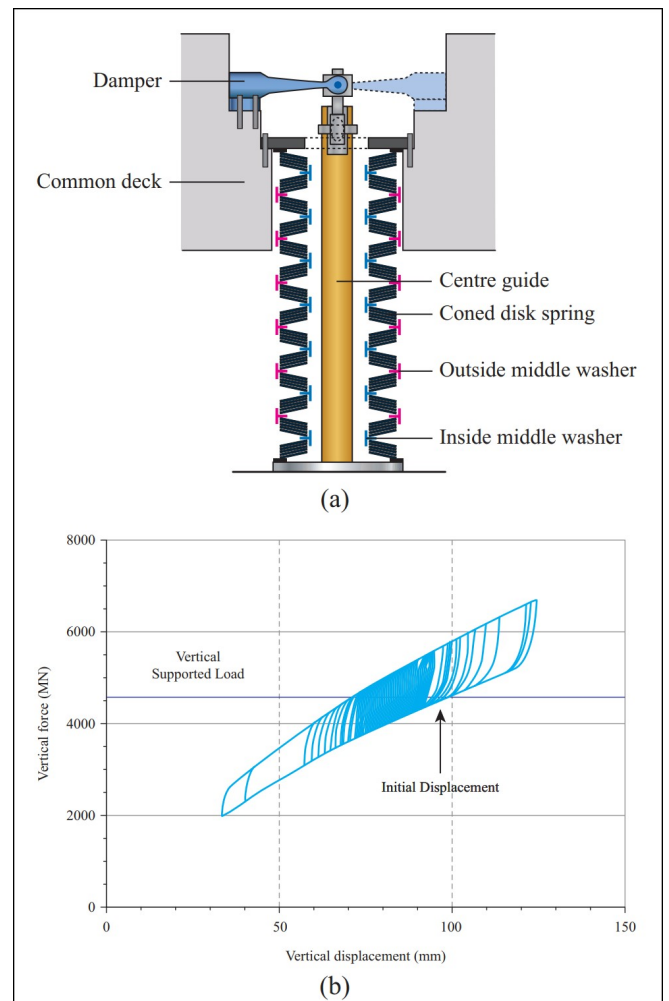 Damper
Common deck
Centre guide
Coned disk spring
Outside middle washer
Inside middle washer
(a)
8000
6000
4000
2000
0
Vertical force (MN)
Vertical
Supported Load
Initial Displacement
0
50
100
150
Vertical displacement (mm)
(b)